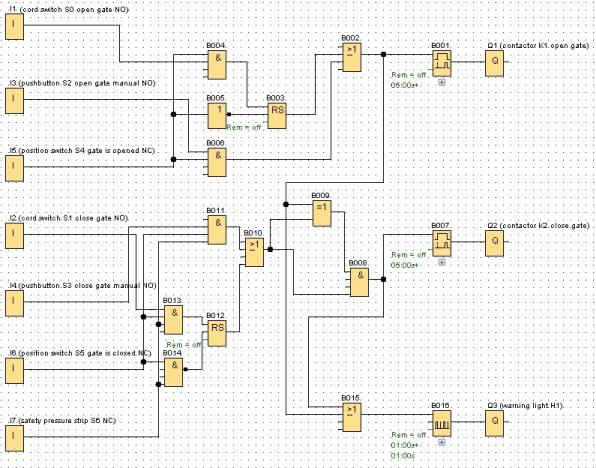 I1 (cord switch S0 open gate NO)
I
B004
&
B002
>1
B001
Q1 (contactor K1 open gate)
Q
Rem = off
05:00s+
I3 (pushbutton S2 open gate manual NO)
I
B005
1
B003
RS
Rem = off
I5 (position switch S4 gate is opened NC)
I
B006
&
I2 (cord switch S1 close gate NO)
I
B011
&
B009
=1
B010
>1
B007
Q2 (contactor K2 close gate)
Q
Rem = off
05:00s+
B008
&
I4 (pushbutton S3 close gate manual NO)
I
B013
&
B012
RS
Rem = off
I6 (position switch S5 gate is closed NC)
I
B014
&
I7 (safety pressure strip S6 NC)
I
B015
>1
B016
Q3 (warning light H1)
Q
Rem = off
01:00s+
01:00s